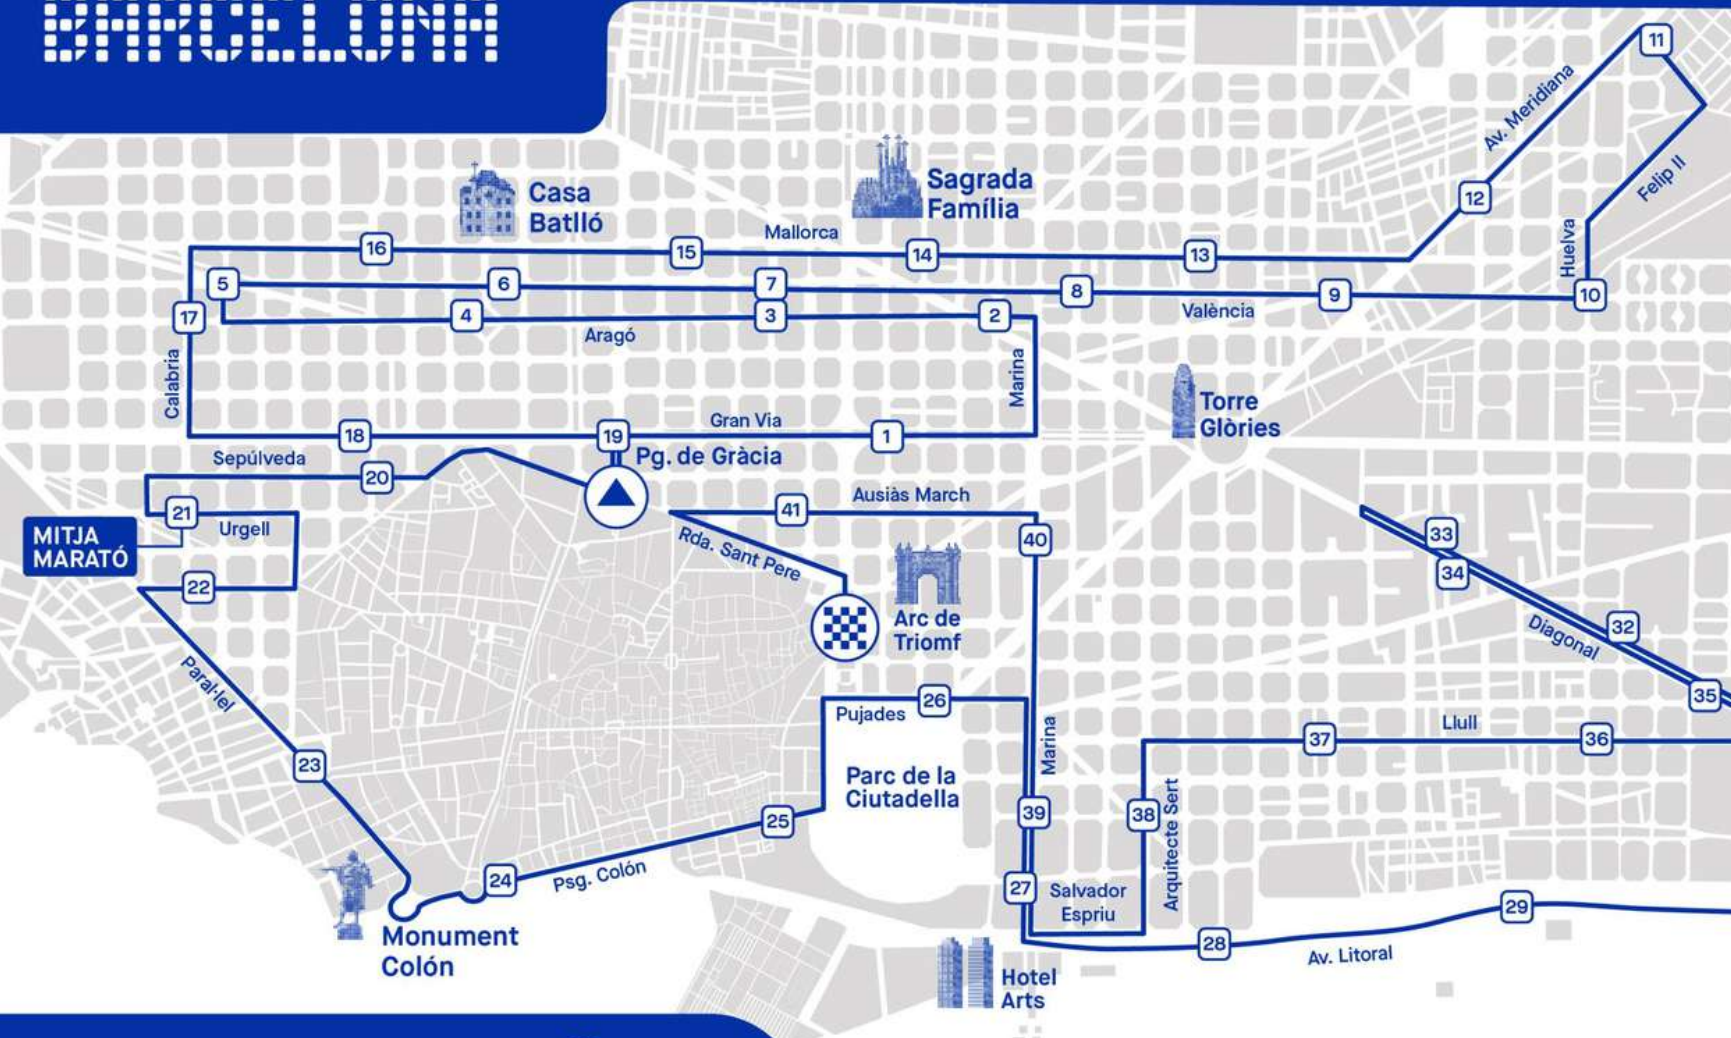 BARCELONA
11
Av. Meridiana
Felip II
12
Huelva
Casa
Batlló
Sagrada
Família
Mallorca
16
15
14
13
5
6
7
8
9
10
València
17
4
3
2
Aragó
Calabria
Marina
Torre
Glòries
18
19
Gran Via
1
Pg. de Gràcia
Sepúlveda
20
21
Urgell
MITJA
MARATÓ
22
41
Ausiàs March
40
Rda. Sant Pere
Arc de
Triomf
33
34
32
Diagonal
35
Paral·lel
26
Pujades
Marina
Llull
37
36
23
Parc de la
Ciutadella
25
39
38
Arquitecte Sert
24
Psg. Colón
27
Salvador
Espriu
29
28
Av. Litoral
Monument
Colón
Hotel
Arts